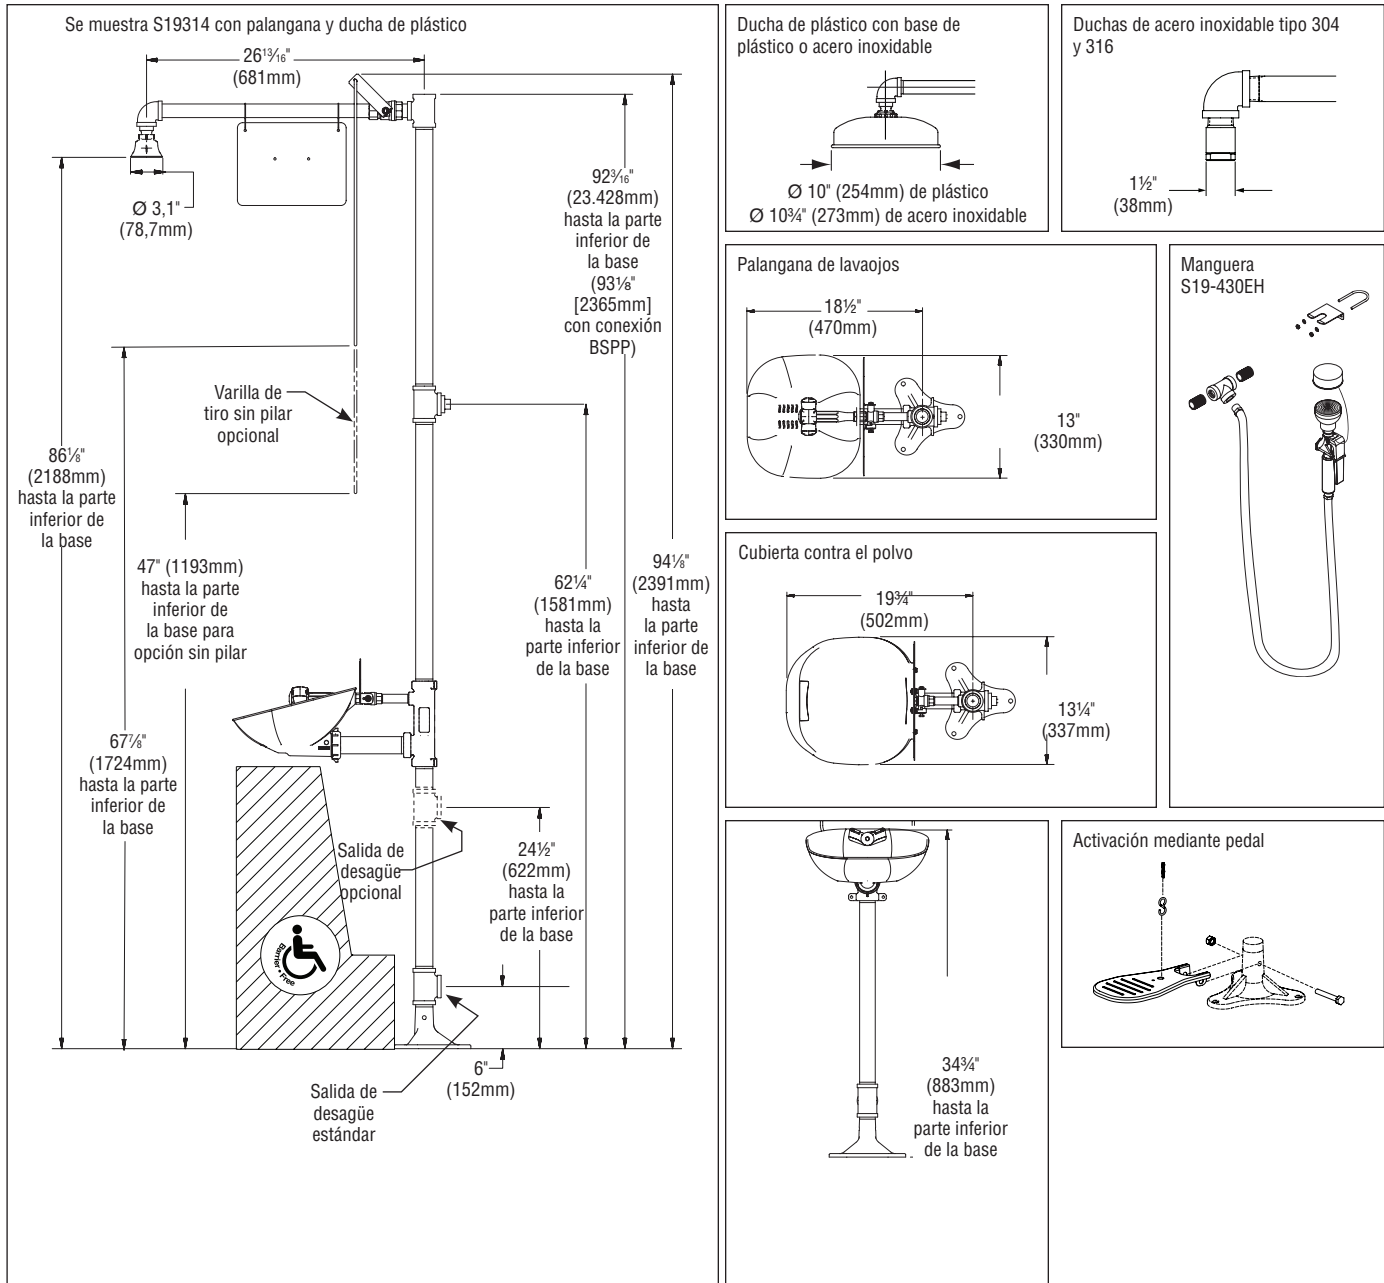 Se muestra S19314 con palangana y ducha de plástico
26¹³⁄₁₆"
(681mm)
Ø 3,1"
(78,7mm)
92³⁄₁₆"
(23.428mm)
hasta la parte
inferior de
la base
(93⅛"
[2365mm]
con conexión
BSPP)
Varilla de
tiro sin pilar
opcional
86⅛"
(2188mm)
hasta la parte
inferior de
la base
47" (1193mm)
hasta la parte
inferior de
la base para
opción sin pilar
62¼"
(1581mm)
hasta la
parte inferior
de la base
94⅛"
(2391mm)
hasta
la parte
inferior de
la base
67⅞"
(1724mm)
hasta la parte
inferior de
la base
Salida de
desagüe
opcional
24½"
(622mm)
hasta la
parte inferior
de la base
Barrier • Free
6"
(152mm)
Salida de
desagüe
estándar
Ducha de plástico con base de
plástico o acero inoxidable
Ø 10" (254mm) de plástico
Ø 10¾" (273mm) de acero inoxidable
Duchas de acero inoxidable tipo 304
y 316
1½"
(38mm)
Palangana de lavaojos
18½"
(470mm)
13"
(330mm)
Manguera
S19-430EH
Cubierta contra el polvo
19¾"
(502mm)
13¼"
(337mm)
34¾"
(883mm)
hasta la
parte inferior
de la base
Activación mediante pedal